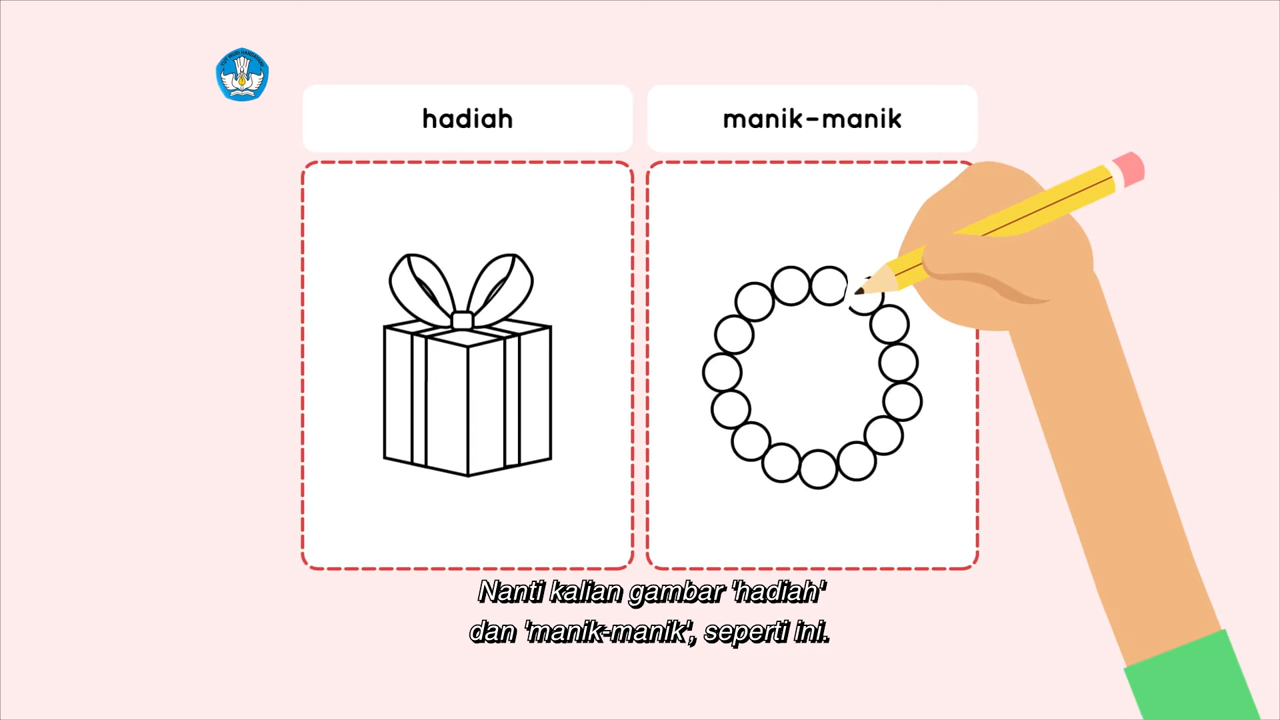 hadiah
manik-manik
Nanti kalian gambar 'hadiah'
dan 'manik-manik', seperti ini.